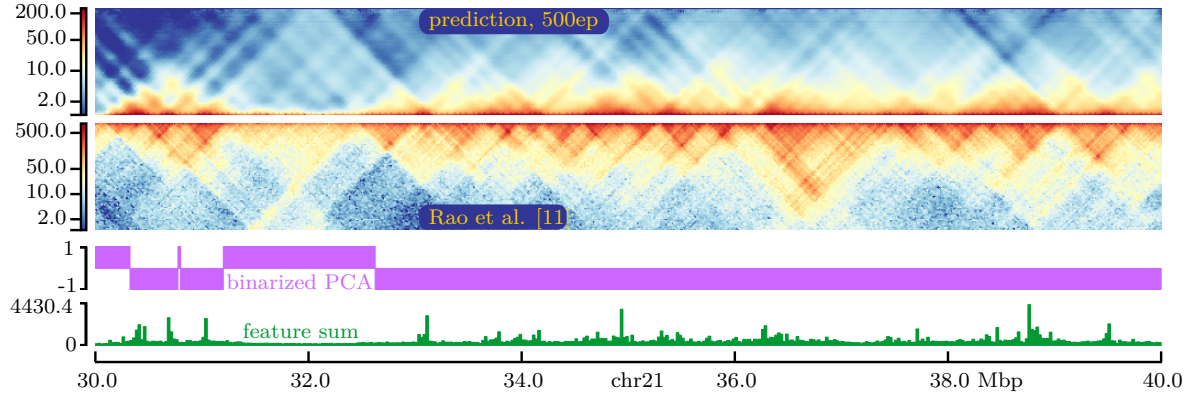 200.0
50.0
10.0
2.0
prediction, 500ep
500.0
50.0
10.0
2.0
Rao et al. [11]
1
-1
binarized PCA
4430.4
0
feature sum
30.0 32.0 34.0 chr21 36.0 38.0 Mbp 40.0